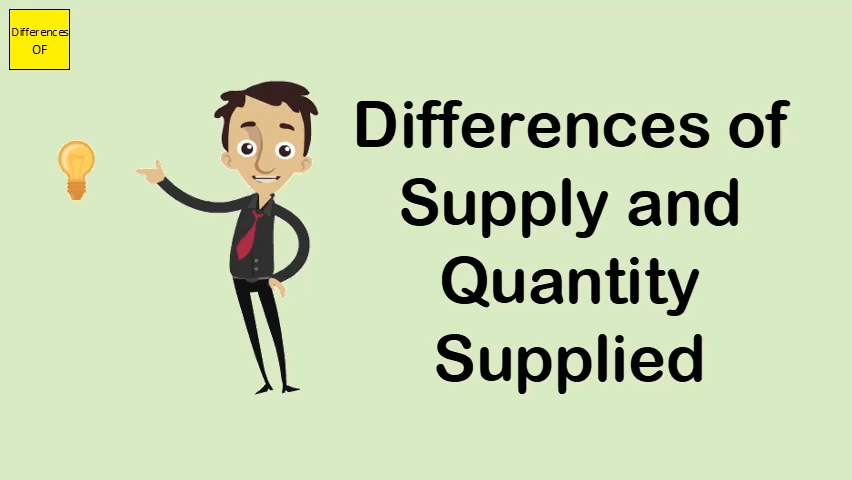 Differences
OF
Differences of
Supply and
Quantity
Supplied